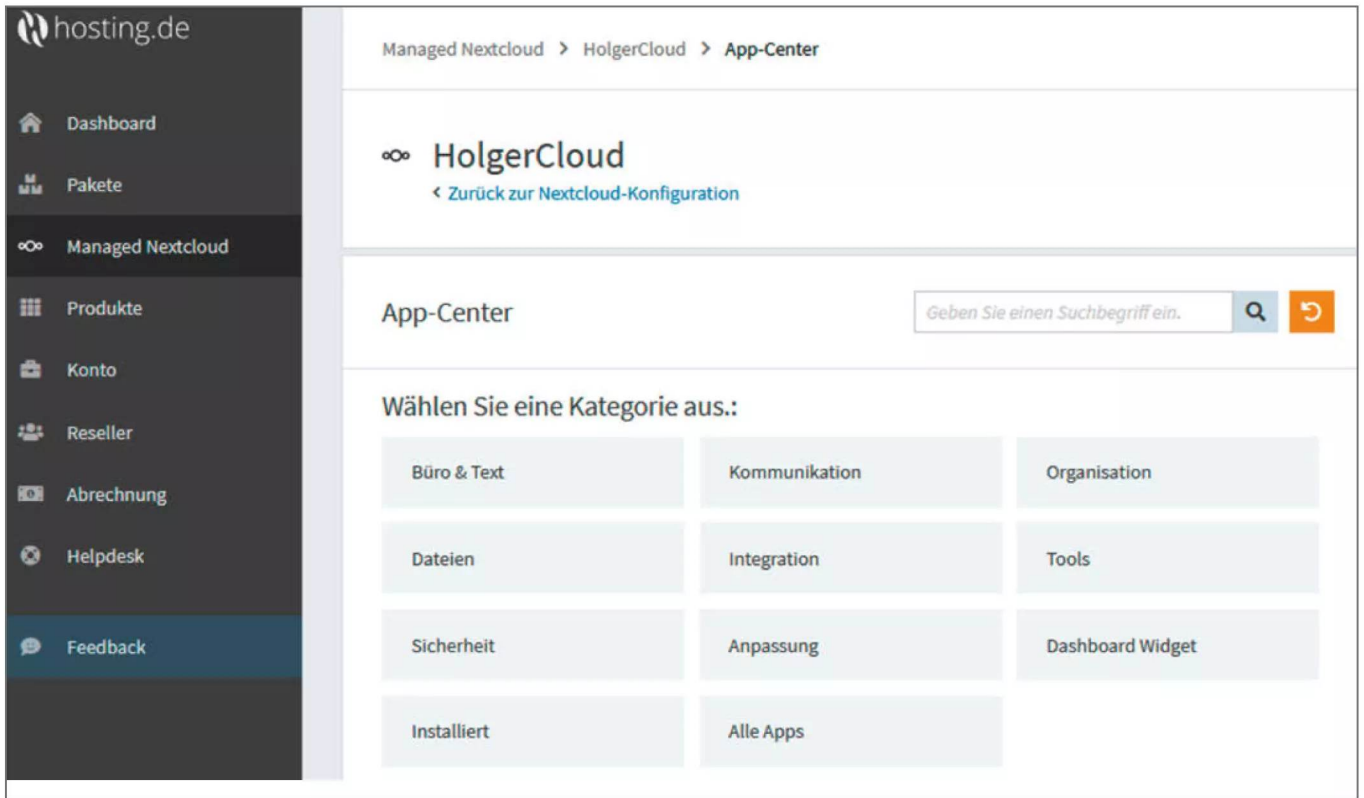 hosting.de
Dashboard
Pakete
Managed Nextcloud
Produkte
Konto
Reseller
Abrechnung
Helpdesk
Feedback
Managed Nextcloud > HolgerCloud > App-Center
HolgerCloud
< Zurück zur Nextcloud-Konfiguration
App-Center
Geben Sie einen Suchbegriff ein.
Wählen Sie eine Kategorie aus.:
Büro & Text
Kommunikation
Organisation
Dateien
Integration
Tools
Sicherheit
Anpassung
Dashboard Widget
Installiert
Alle Apps